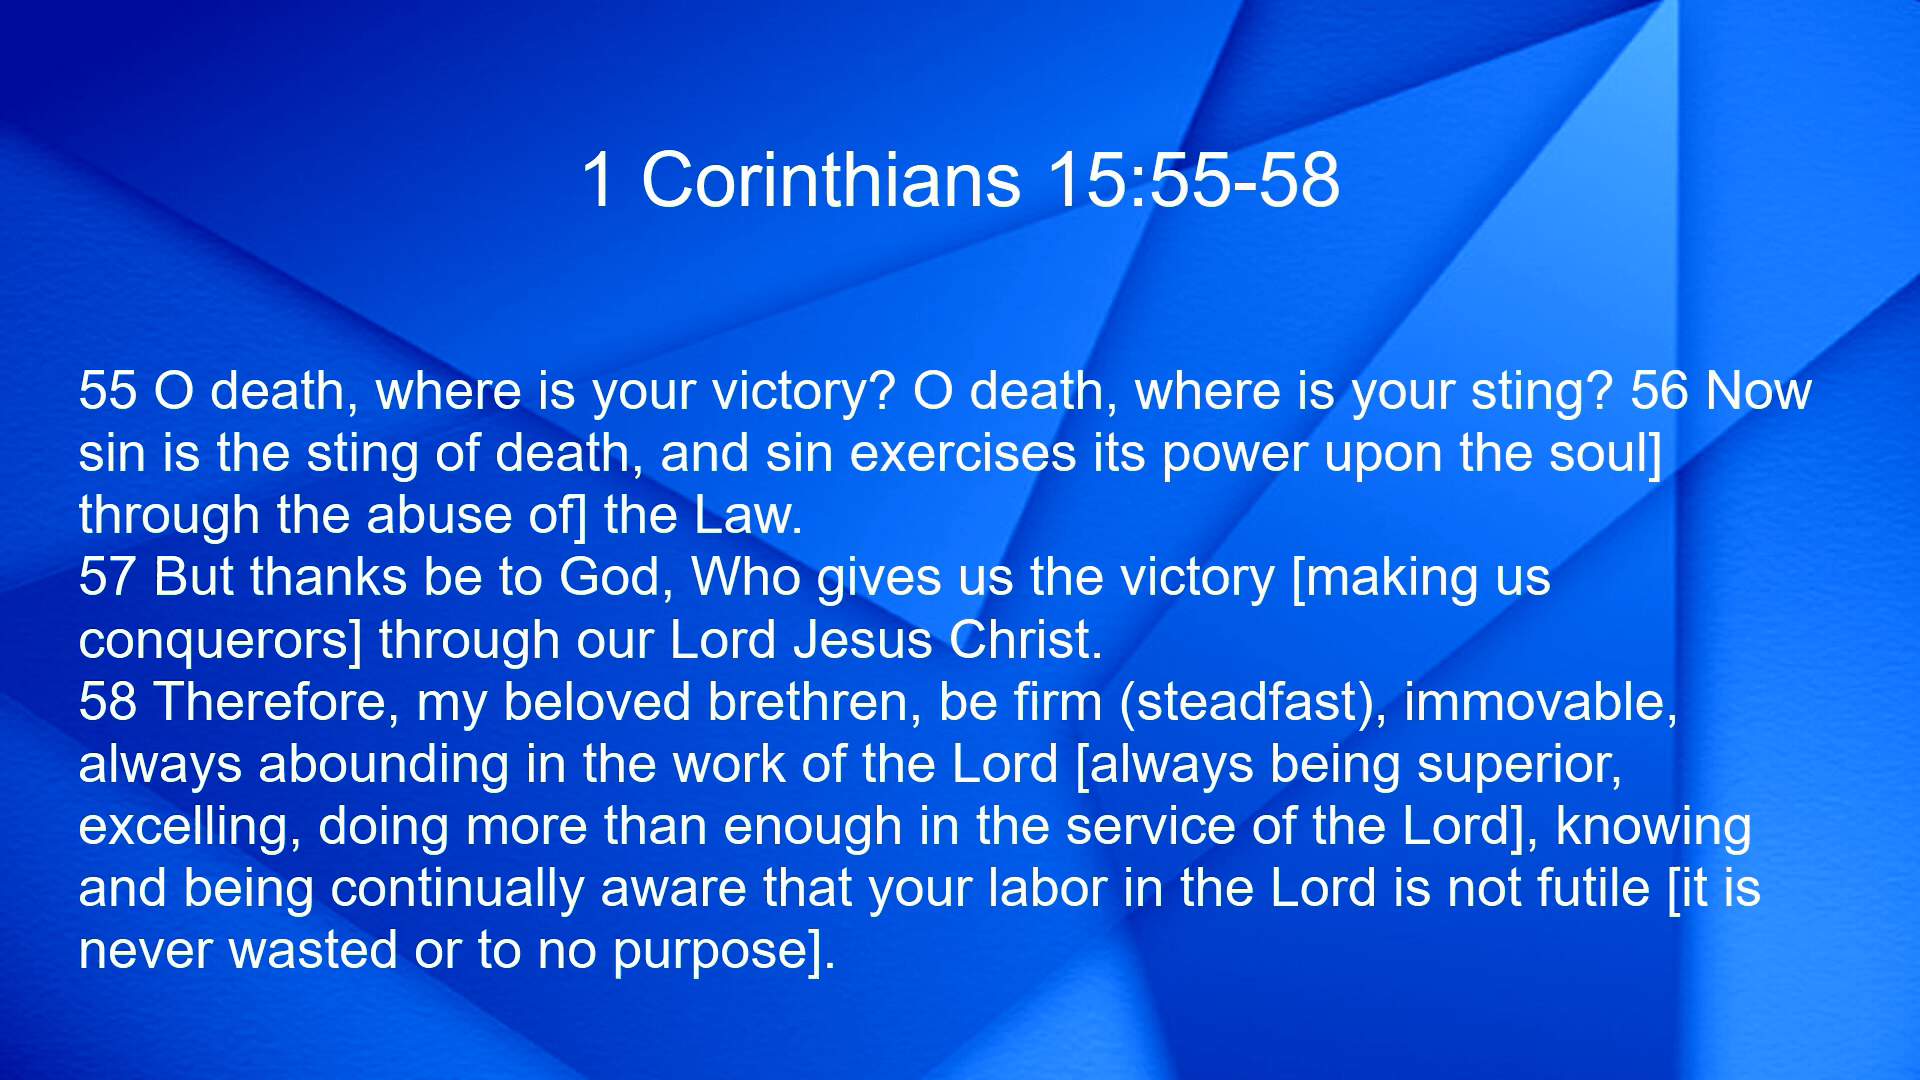 1 Corinthians 15:55-58
55 O death, where is your victory? O death, where is your sting? 56 Now
sin is the sting of death, and sin exercises its power upon the soul]
through the abuse of] the Law.
57 But thanks be to God, Who gives us the victory [making us
conquerors] through our Lord Jesus Christ.
58 Therefore, my beloved brethren, be firm (steadfast), immovable,
always abounding in the work of the Lord [always being superior,
excelling, doing more than enough in the service of the Lord], knowing
and being continually aware that your labor in the Lord is not futile [it is
never wasted or to no purpose].